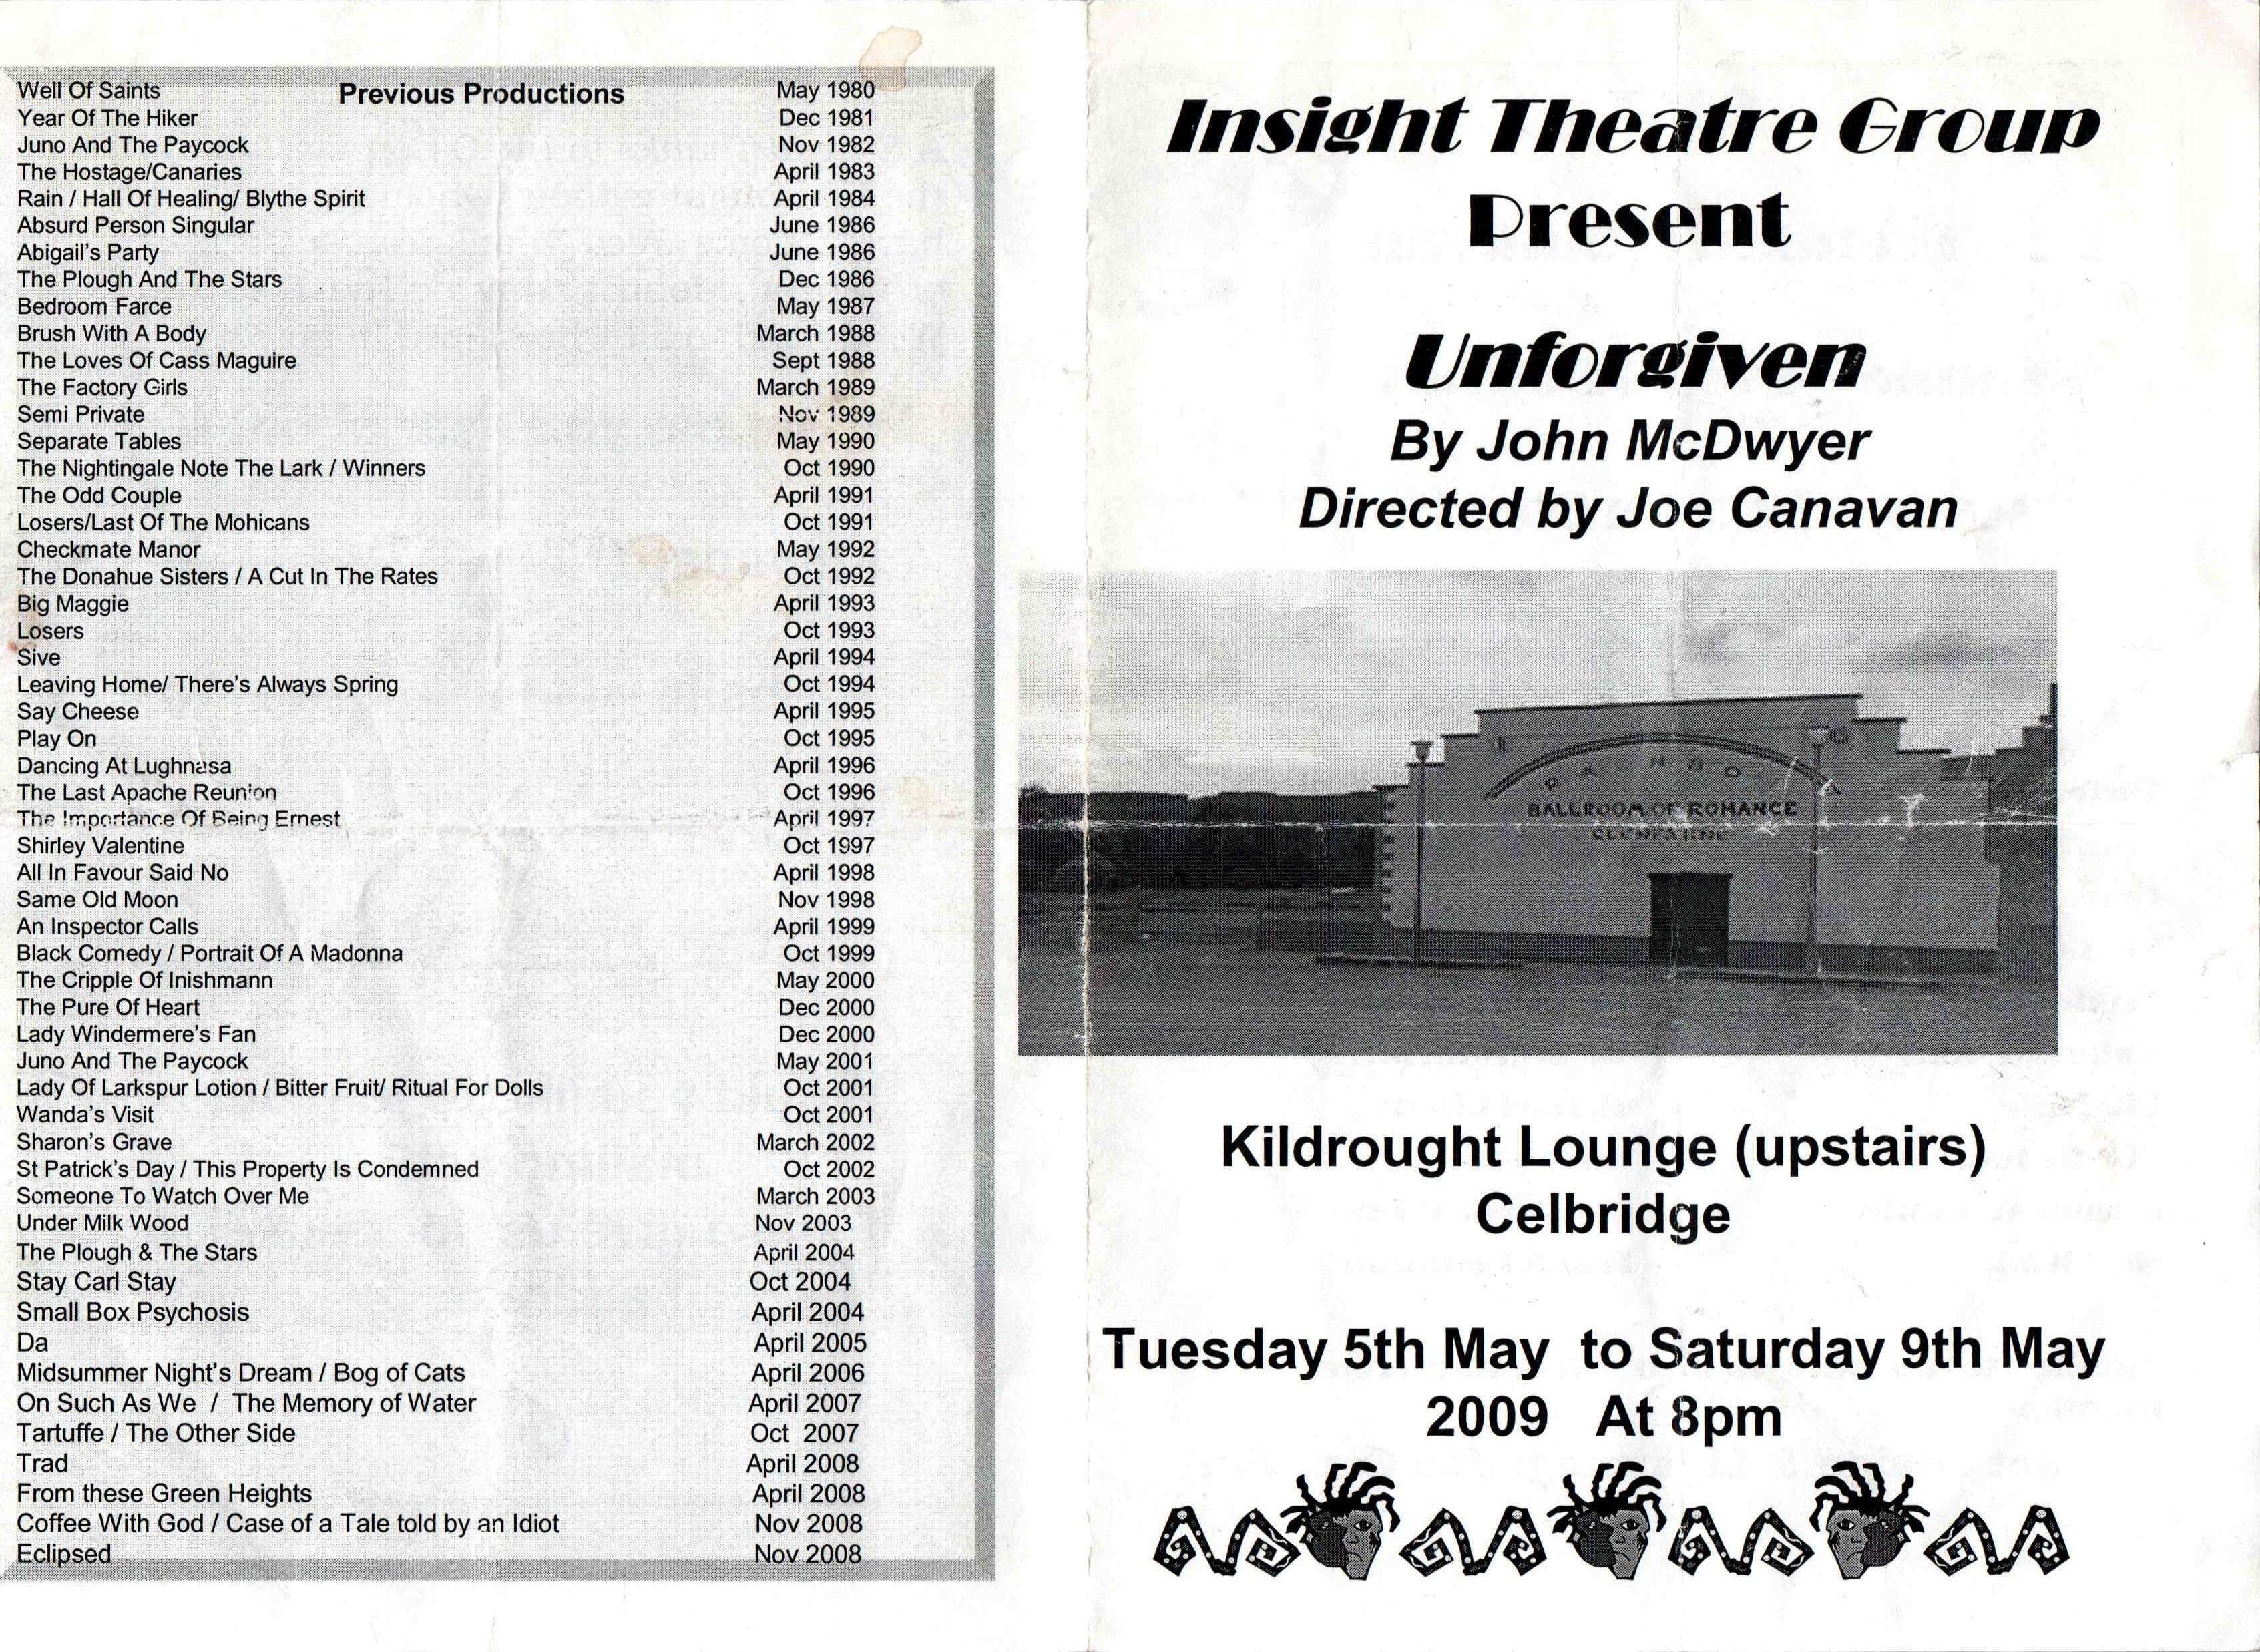 Previous Productions
Well Of Saints May 1980
Year Of The Hiker Dec 1981
Juno And The Paycock Nov 1982
The Hostage/Canaries April 1983
Rain / Hall Of Healing/ Blythe Spirit April 1984
Absurd Person Singular June 1986
Abigail's Party June 1986
The Plough And The Stars Dec 1986
Bedroom Farce May 1987
Brush With A Body March 1988
The Loves Of Cass Maguire Sept 1988
The Factory Girls March 1989
Semi Private Nov 1989
Separate Tables May 1990
The Nightingale Note The Lark / Winners Oct 1990
The Odd Couple April 1991
Losers/Last Of The Mohicans Oct 1991
Checkmate Manor May 1992
The Donahue Sisters / A Cut In The Rates Oct 1992
Big Maggie April 1993
Losers Oct 1993
Sive April 1994
Leaving Home/ There's Always Spring Oct 1994
Say Cheese April 1995
Play On Oct 1995
Dancing At Lughnasa April 1996
The Last Apache Reunion Oct 1996
The Importance Of Being Ernest April 1997
Shirley Valentine Oct 1997
All In Favour Said No April 1998
Same Old Moon Nov 1998
An Inspector Calls April 1999
Black Comedy / Portrait Of A Madonna Oct 1999
The Cripple Of Inishmann May 2000
The Pure Of Heart Dec 2000
Lady Windermere's Fan Dec 2000
Juno And The Paycock May 2001
Lady Of Larkspur Lotion / Bitter Fruit/ Ritual For Dolls Oct 2001
Wanda's Visit Oct 2001
Sharon's Grave March 2002
St Patrick's Day / This Property Is Condemned Oct 2002
Someone To Watch Over Me March 2003
Under Milk Wood Nov 2003
The Plough & The Stars April 2004
Stay Carl Stay Oct 2004
Small Box Psychosis April 2004
Da April 2005
Midsummer Night's Dream / Bog of Cats April 2006
On Such As We / The Memory of Water April 2007
Tartuffe / The Other Side Oct 2007
Trad April 2008
From these Green Heights April 2008
Coffee With God / Case of a Tale told by an Idiot Nov 2008
Eclipsed Nov 2008
Insight Theatre Group
Present
Unforgiven
By John McDwyer
Directed by Joe Canavan
BALLROOM OF ROMANCE
GLENFARNE
Kildrought Lounge (upstairs)
Celbridge
Tuesday 5th May to Saturday 9th May
2009 At 8pm